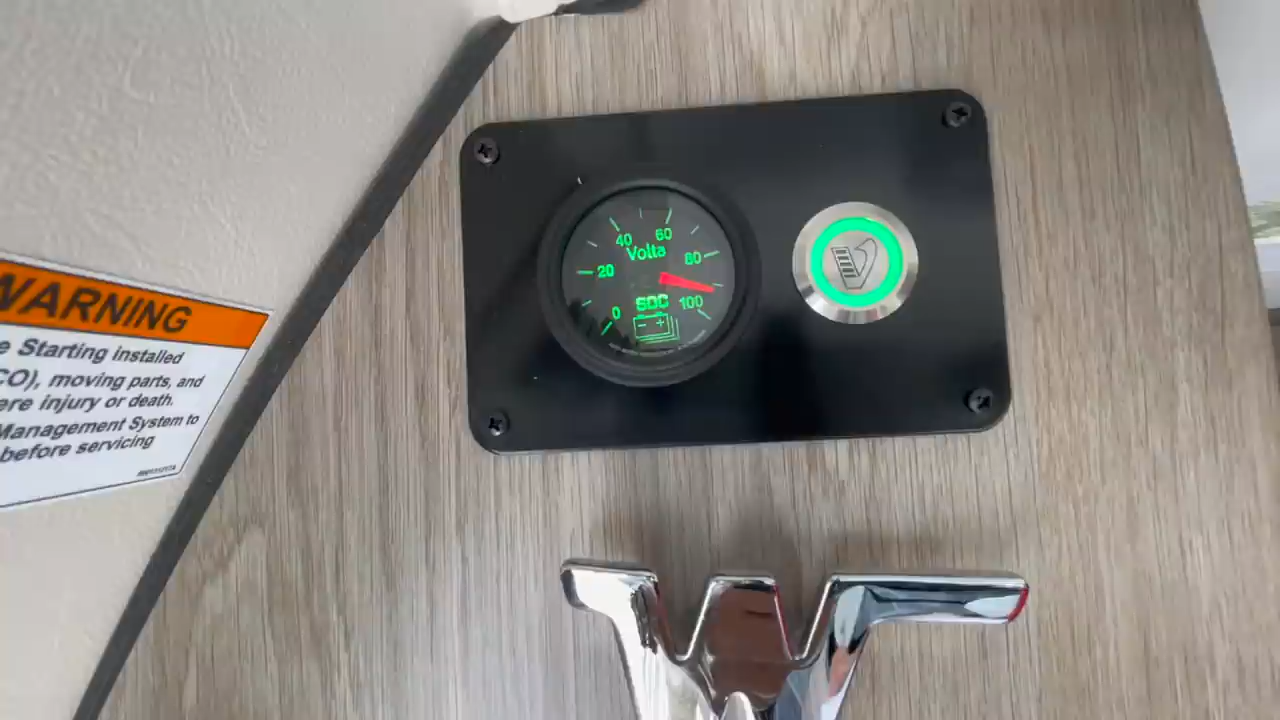 WARNING
e Starting installed
CO), moving parts, and
ere injury or death.
Management System to
before servicing
40 60
Volta
20 80
SOC
0 100
- +